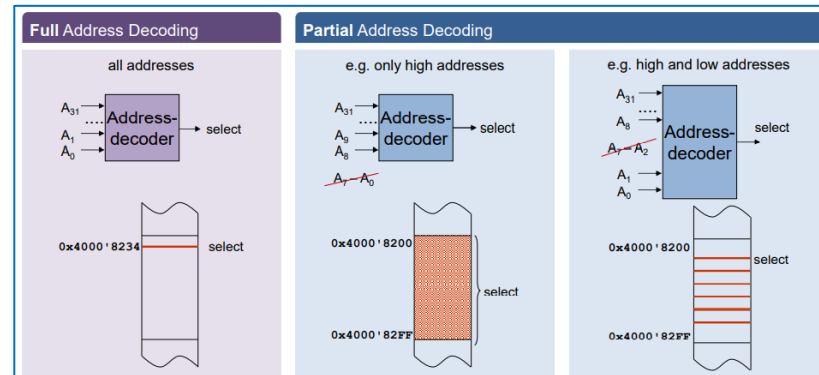 Full Address Decoding
all addresses
A31
....
A1
A0
Address-
decoder
select
0x4000'8234
select
Partial Address Decoding
e.g. only high addresses
A31
....
A9
A8
A7 – A0
Address-
decoder
select
0x4000'8200
select
0x4000'82FF
e.g. high and low addresses
A31
....
A8
A7 – A2
A1
A0
Address-
decoder
select
0x4000'8200
select
0x4000'82FF